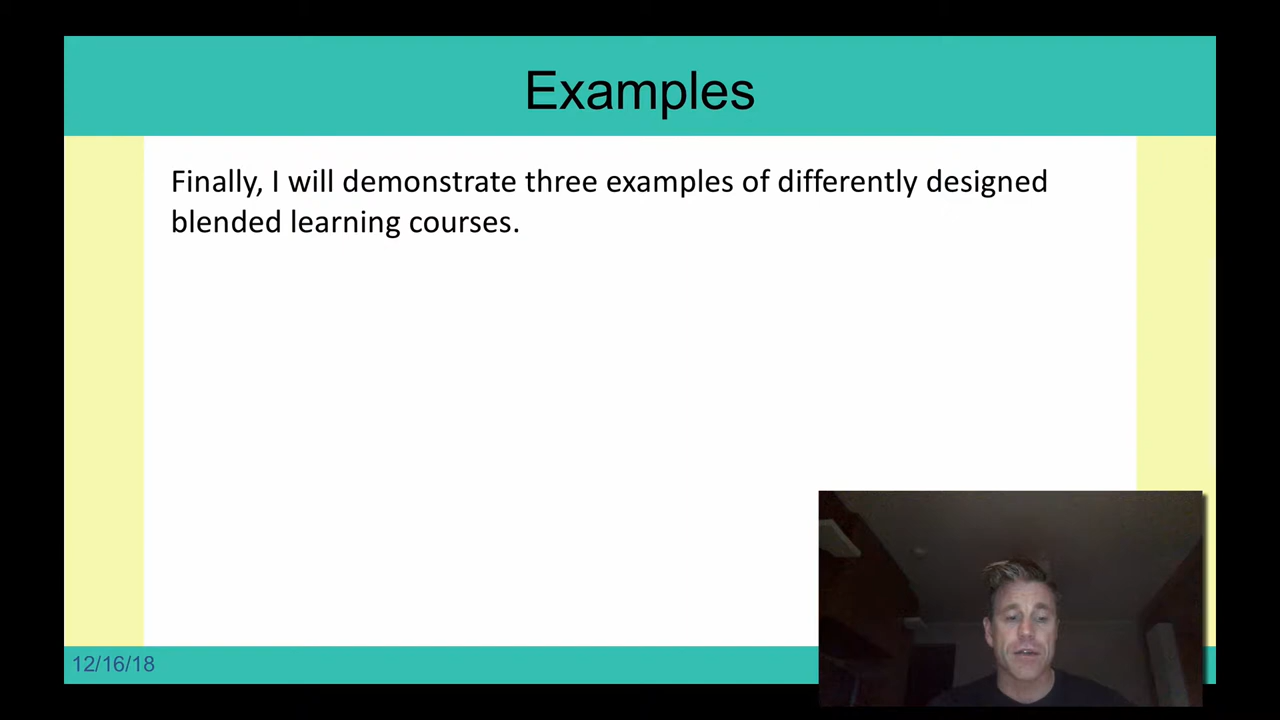 Examples
Finally, I will demonstrate three examples of differently designed
blended learning courses.
12/16/18